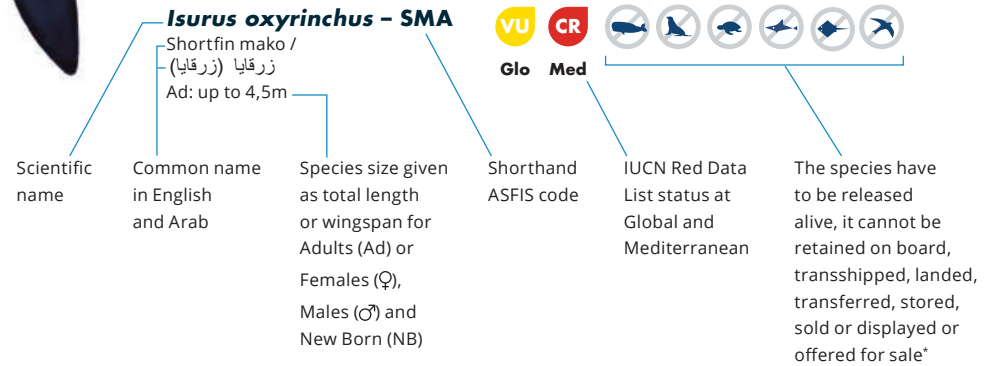 Isurus oxyrinchus – SMA
Shortfin mako /
زرقايا (زرقايا)
Ad: up to 4,5m
VU CR
Glo Med
Scientific
name
Common name
in English
and Arab
Species size given
as total length
or wingspan for
Adults (Ad) or
Females (♀),
Males (♂) and
New Born (NB)
Shorthand
ASFIS code
IUCN Red Data
List status at
Global and
Mediterranean
The species have
to be released
alive, it cannot be
retained on board,
transshipped, landed,
transferred, stored,
sold or displayed or
offered for sale*